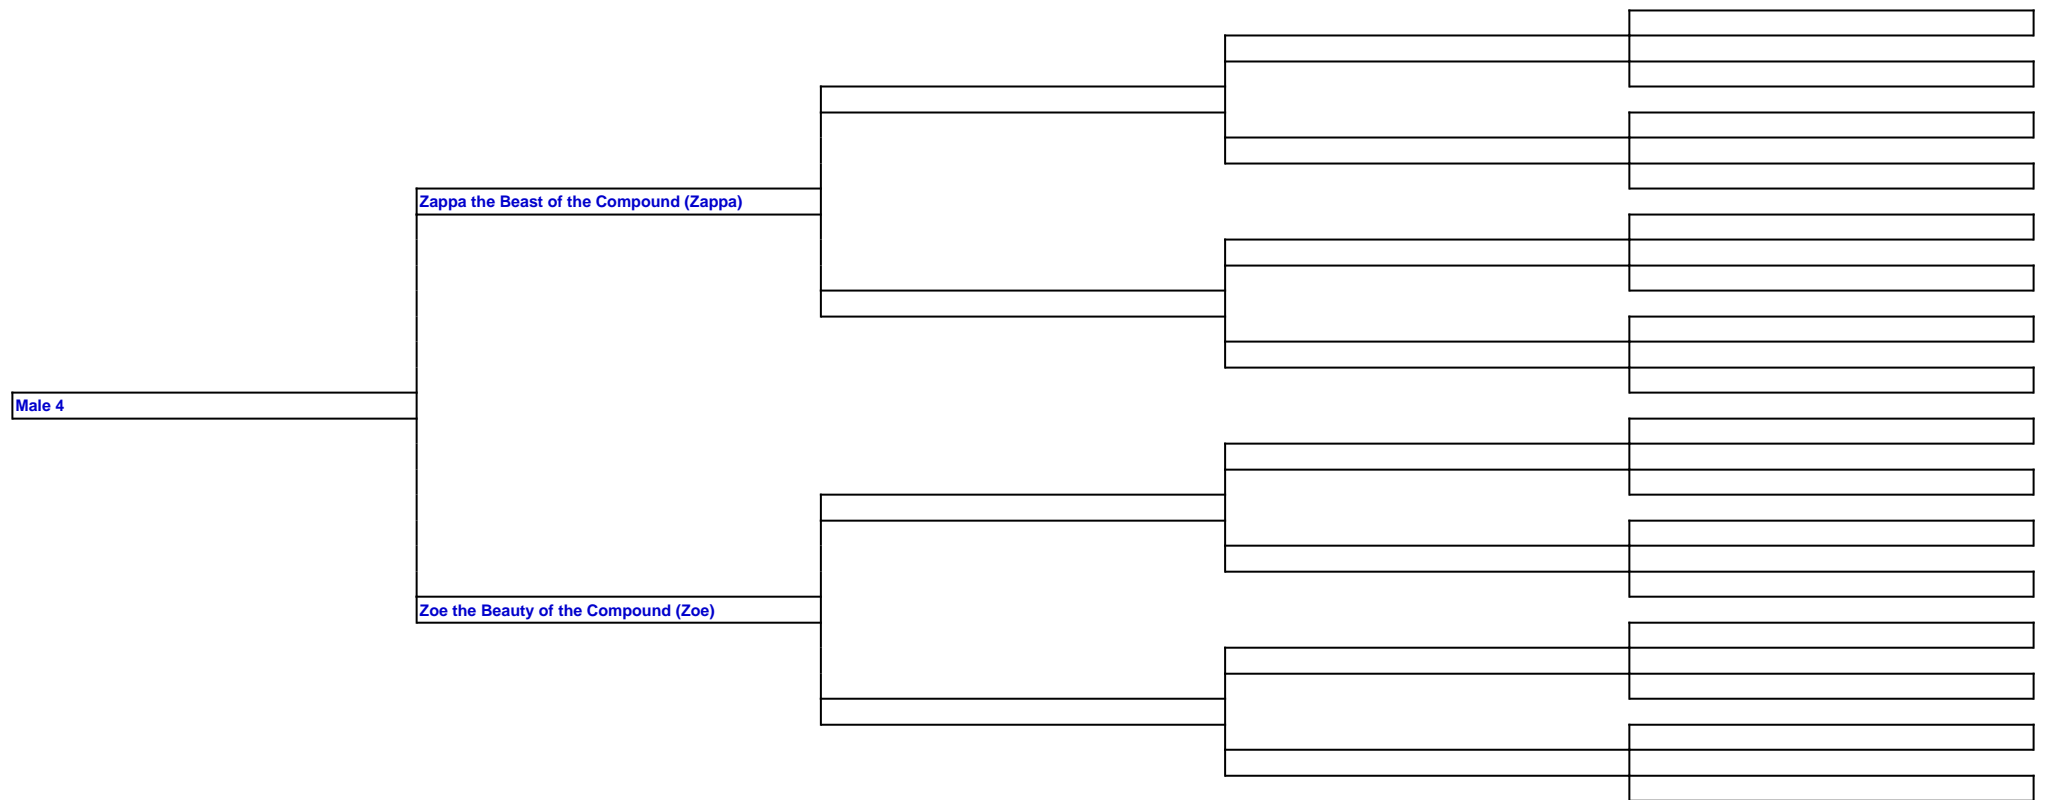 Zappa the Beast of the Compound (Zappa)
Male 4
Zoe the Beauty of the Compound (Zoe)